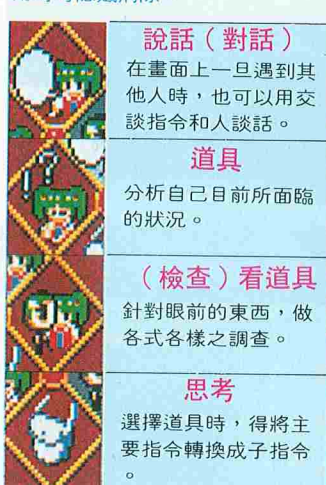 說話（對話）
在畫面上一旦遇到其
他人時，也可以用交
談指令和人談話。
道具
分析自己目前所面臨
的狀況。
（檢查）看道具
針對眼前的東西，做
各式各樣之調查。
思考
選擇道具時，得將主
要指令轉換成子指令
。